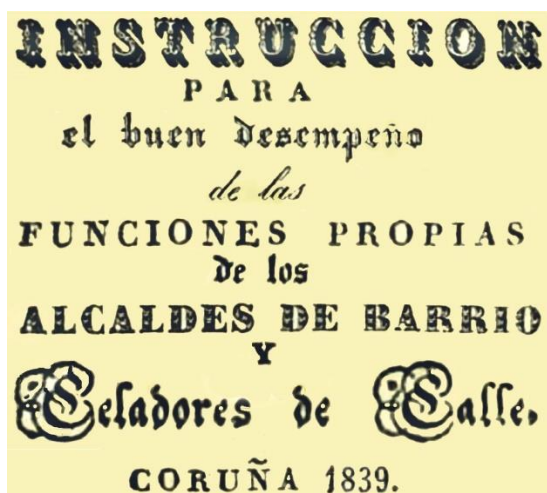 INSTRUCCION
PARA
el buen desempeño
de las
FUNCIONES PROPIAS
de los
ALCALDES DE BARRIO
Y
Celadores de Calle.
CORUÑA 1839.